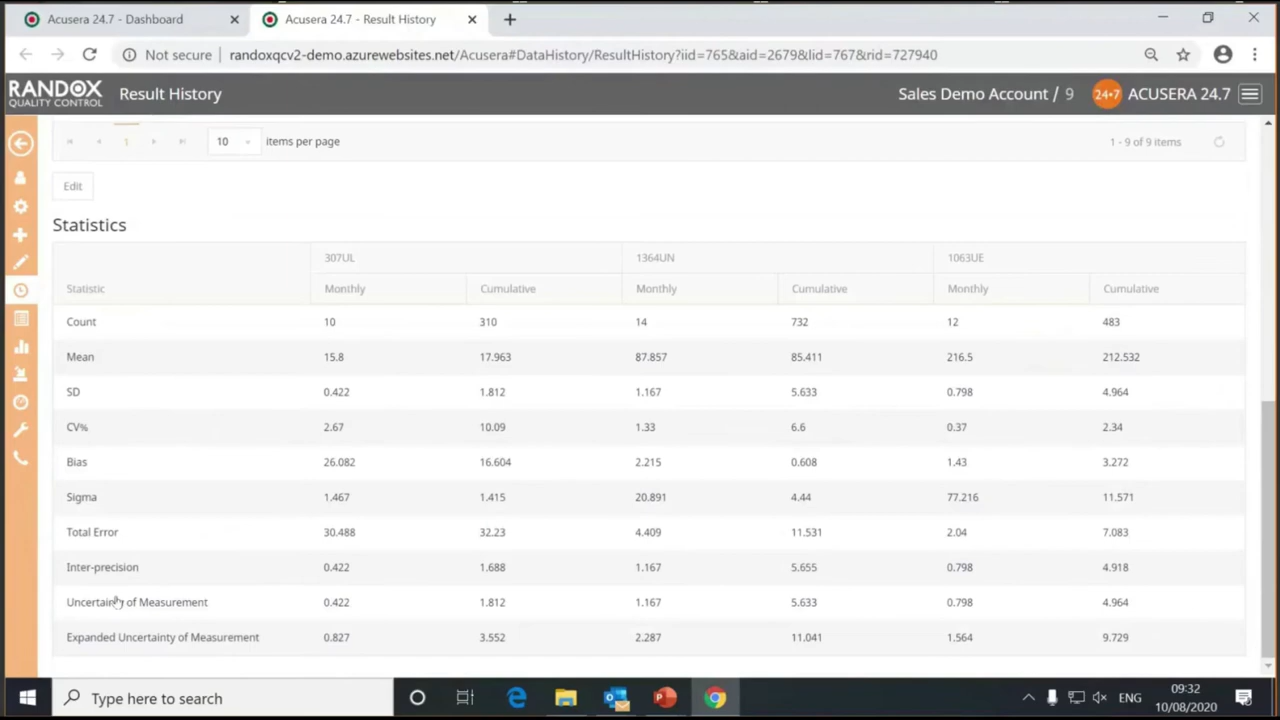 Acusera 24.7 - Dashboard
Acusera 24.7 - Result History
Not secure | randoxqcv2-demo.azurewebsites.net/Acusera#DataHistory/ResultHistory?iid=765&aid=2679&lid=767&rid=727940
RANDOX
QUALITY CONTROL
Result History
Sales Demo Account / 9
24•7 ACUSERA 24.7
1 10 items per page 1 - 9 of 9 items
Edit
Statistics
307UL 1364UN 1063UE
Statistic Monthly Cumulative Monthly Cumulative Monthly Cumulative
Count 10 310 14 732 12 483
Mean 15.8 17.963 87.857 85.411 216.5 212.532
SD 0.422 1.812 1.167 5.633 0.798 4.964
CV% 2.67 10.09 1.33 6.6 0.37 2.34
Bias 26.082 16.604 2.215 0.608 1.43 3.272
Sigma 1.467 1.415 20.891 4.44 77.216 11.571
Total Error 30.488 32.23 4.409 11.531 2.04 7.083
Inter-precision 0.422 1.688 1.167 5.655 0.798 4.918
Uncertainty of Measurement 0.422 1.812 1.167 5.633 0.798 4.964
Expanded Uncertainty of Measurement 0.827 3.552 2.287 11.041 1.564 9.729
Type here to search
ENG
09:32
10/08/2020